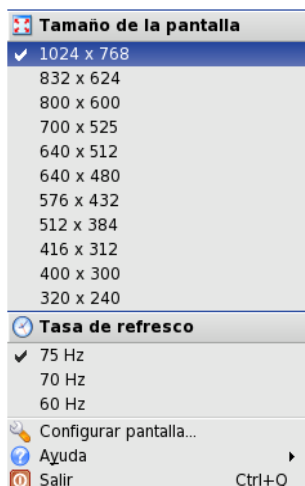 Tamaño de la pantalla
1024 x 768
832 x 624
800 x 600
700 x 525
640 x 512
640 x 480
576 x 432
512 x 384
416 x 312
400 x 300
320 x 240
Tasa de refresco
75 Hz
70 Hz
60 Hz
Configurar pantalla...
Ayuda
Salir Ctrl+Q